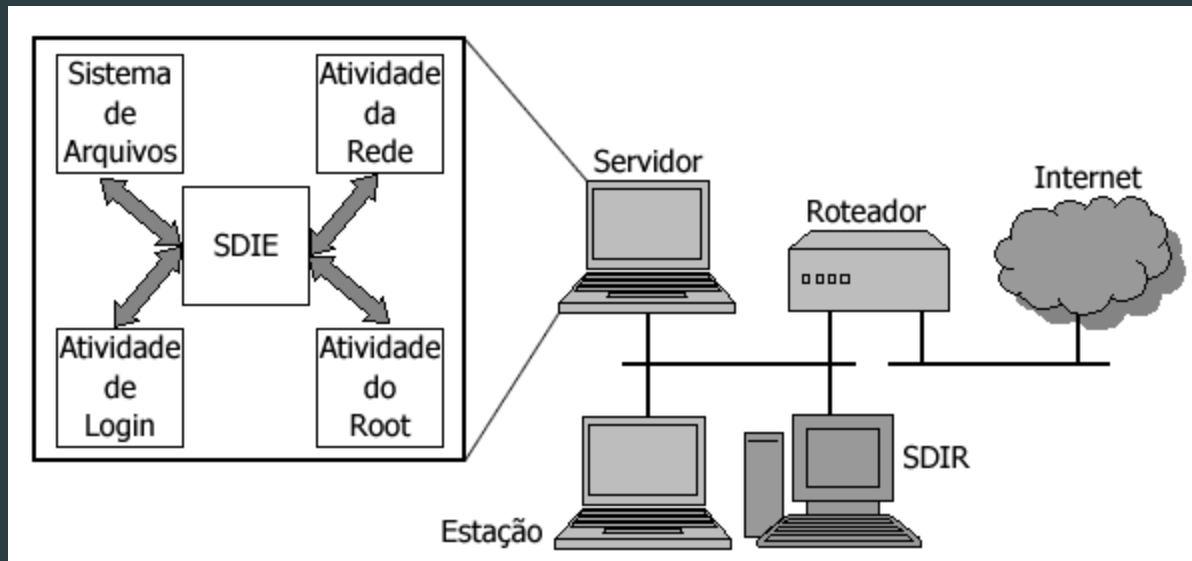 Sistema
de
Arquivos
Atividade
da
Rede
SDIE
Atividade
de
Login
Atividade
do
Root
Servidor
Roteador
Internet
Estação
SDIR